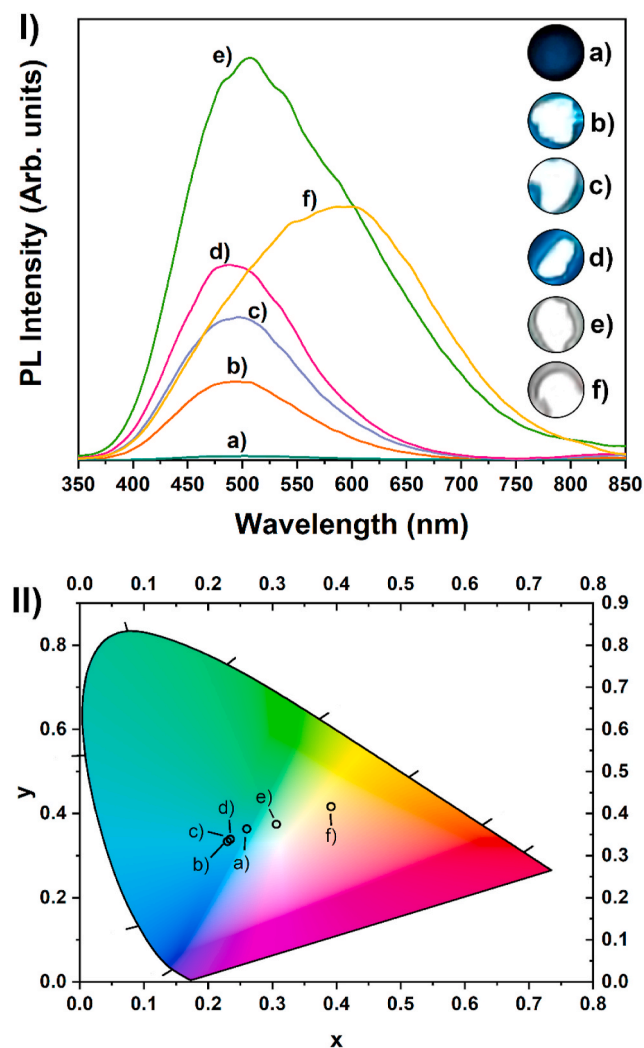 I)
PL Intensity (Arb. units)
e)
f)
d)
c)
b)
a)
a)
b)
c)
d)
e)
f)
350 400 450 500 550 600 650 700 750 800 850
Wavelength (nm)
II)
0.0 0.1 0.2 0.3 0.4 0.5 0.6 0.7 0.8
0.9
0.8 0.8
0.7
0.6 0.6
0.5
0.4 0.4
0.3
0.2 0.2
0.1
0.0 0.0
y
e)
d)
c)
f)
b)
a)
0.0 0.1 0.2 0.3 0.4 0.5 0.6 0.7 0.8
x